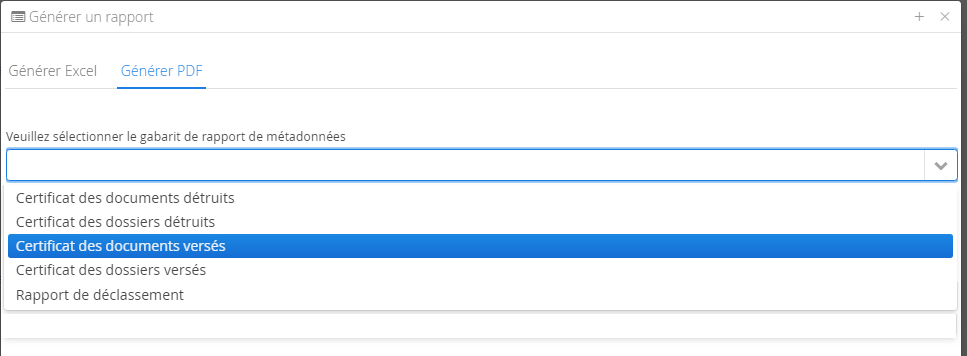 Générer un rapport
Générer Excel Générer PDF
Veuillez sélectionner le gabarit de rapport de métadonnées
Certificat des documents détruits
Certificat des dossiers détruits
Certificat des documents versés
Certificat des dossiers versés
Rapport de déclassement